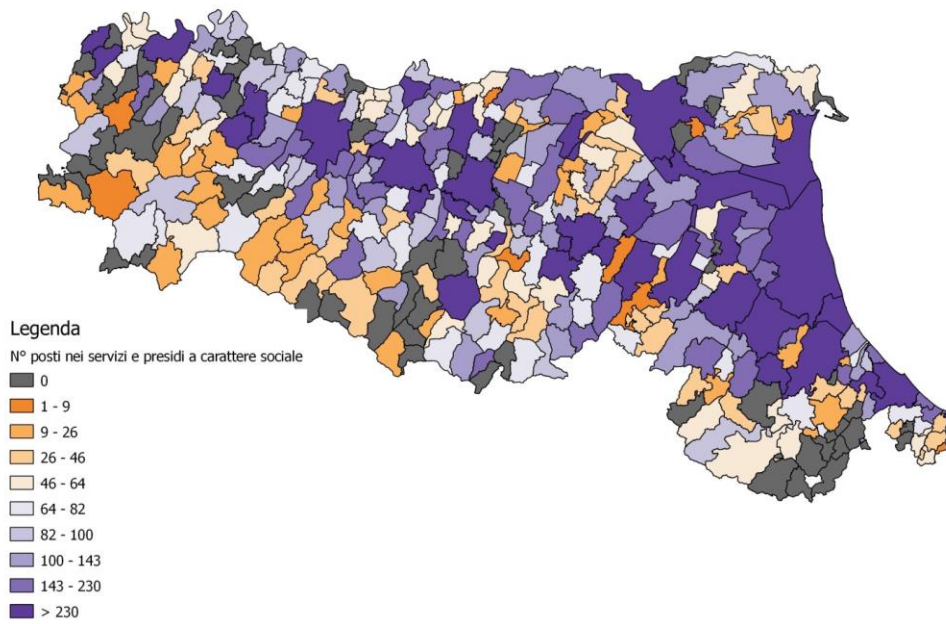 Legenda
N° posti nei servizi e presidi a carattere sociale
0
1 - 9
9 - 26
26 - 46
46 - 64
64 - 82
82 - 100
100 - 143
143 - 230
> 230